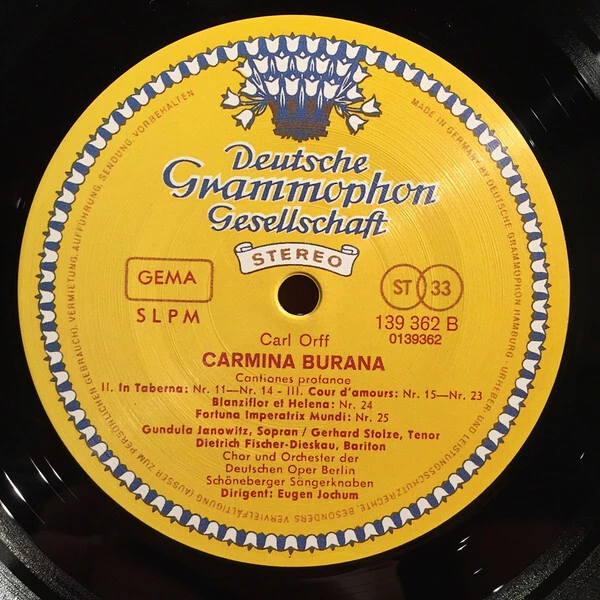 Deutsche
Grammophon
Gesellschaft
STEREO
GEMA
SLPM
ST 33
139 362 B
0139362
Carl Orff
CARMINA BURANA
Cantiones profanae
II. In Taberna: Nr. 11—Nr. 14 - III. Cour d'amours: Nr. 15—Nr. 23
Blanziflor et Helena: Nr. 24
Fortuna Imperatrix Mundi: Nr. 25
Gundula Janowitz, Sopran / Gerhard Stolze, Tenor
Dietrich Fischer-Dieskau, Bariton
Chor und Orchester der
Deutschen Oper Berlin
Schöneberger Sängerknaben
Dirigent: Eugen Jochum
MADE IN GERMANY BY DEUTSCHE GRAMMOPHON HAMBURG · URHEBER UND LEISTUNGSSCHUTZRECHTE, BESONDERS VERVIELFÄLTIGUNG (AUSSER ZUM PERSÖNLICHEN GEBRAUCH), VERMIETUNG, AUFFÜHRUNG, SENDUNG, VORBEHALTEN